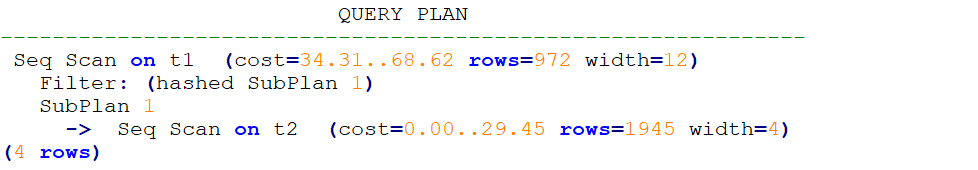 QUERY PLAN
--------------------------------------------------------------
Seq Scan on t1  (cost=34.31..68.62 rows=972 width=12)
Filter: (hashed SubPlan 1)
SubPlan 1
->  Seq Scan on t2  (cost=0.00..29.45 rows=1945 width=4)
(4 rows)